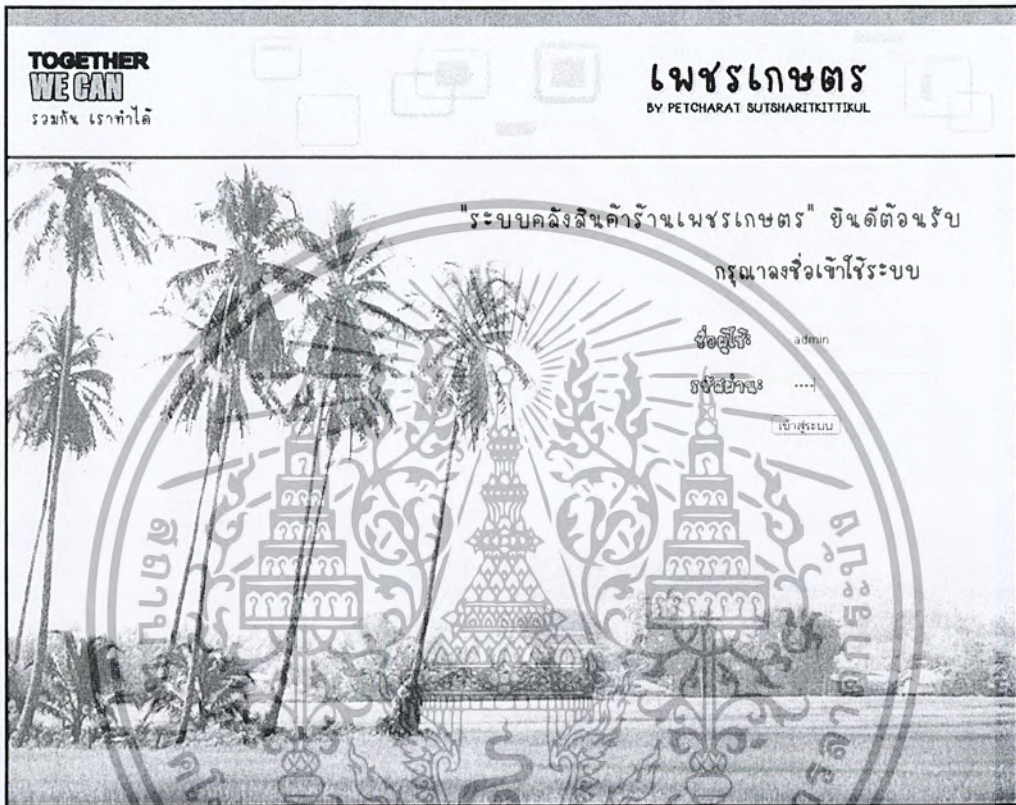 TOGETHER
WE CAN
รวมกัน เราทำได้
เพชรเกษตร
BY PETCHARAT SUTSHARITKITTIKUL
"ระบบคลังสินค้าร้านเพชรเกษตร" ยินดีต้อนรับ
กรุณาลงชื่อเข้าใช้ระบบ
ชื่อผู้ใช้: admin
รหัสผ่าน: ....
เข้าสู่ระบบ